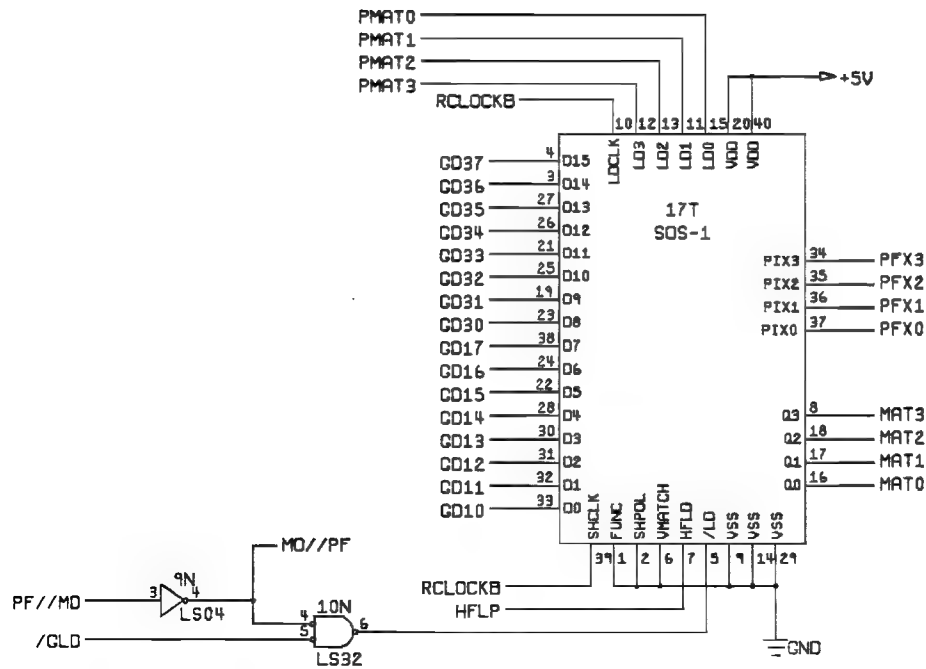 PMAT0
PMAT1
PMAT2
PMAT3
RCLOCKB
+5V
10 12 13 11 15 20 40
LDCLK LD3 LD2 LD1 LD0 VDD VDD
17T
SOS-1
GD37 4 D15
GD36 3 D14
GD35 27 D13
GD34 26 D12
GD33 21 D11
GD32 25 D10
GD31 19 D9
GD30 23 D8
GD17 38 D7
GD16 24 D6
GD15 22 D5
GD14 28 D4
GD13 30 D3
GD12 31 D2
GD11 32 D1
GD10 33 D0
PIX3 34 PFX3
PIX2 35 PFX2
PIX1 36 PFX1
PIX0 37 PFX0
Q3 8 MAT3
Q2 18 MAT2
Q1 17 MAT1
Q0 16 MAT0
SHCLK FUNC SHPOL VMATCH HFLD /LD VSS VSS VSS
39 1 2 6 7 5 9 14 29
RCLOCKB
HFLP
GND
MO//PF
PF//MO 3 9N 4
LS04
/GLD 4 5 10N 6
LS32